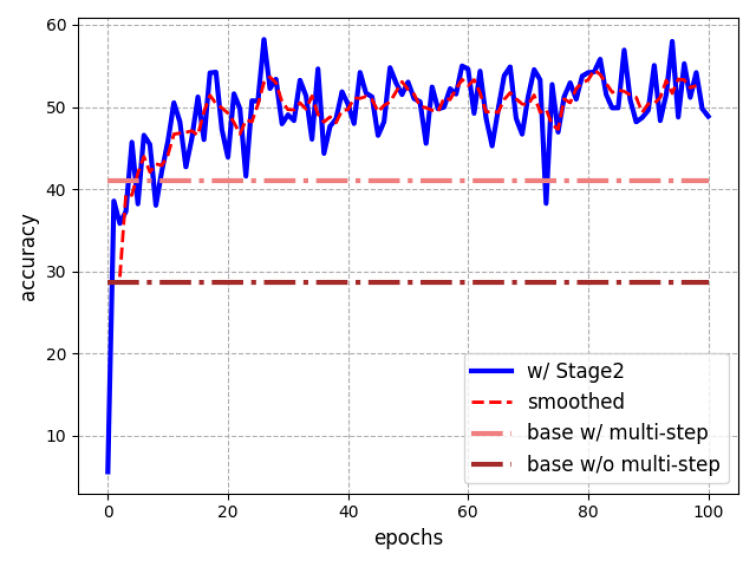 60
50
40
30
20
10
accuracy
w/ Stage2
smoothed
base w/ multi-step
base w/o multi-step
0 20 40 60 80 100
epochs